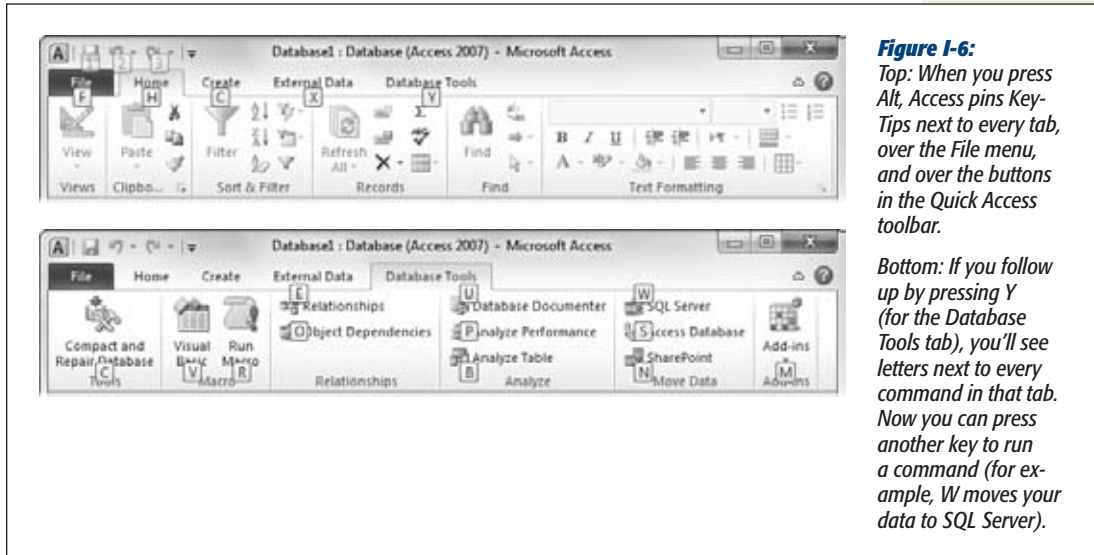 Database1 : Database (Access 2007) - Microsoft Access
1 2 3
File Home Create External Data Database Tools
F H C X Y
View Paste Filter Refresh All Find
B I U
A
Views Clipbo... Sort & Filter Records Find Text Formatting
Database1 : Database (Access 2007) - Microsoft Access
File Home Create External Data Database Tools
E U W
Relationships Database Documenter SQL Server
O Object Dependencies P Analyze Performance S Access Database
Compact and Repair Database Visual Basic Run Macro Analyze Table SharePoint Add-ins
C V R B N M
Tools Macro Relationships Analyze Move Data Add-ins
Figure I-6:
Top: When you press
Alt, Access pins Key-
Tips next to every tab,
over the File menu,
and over the buttons
in the Quick Access
toolbar.
Bottom: If you follow
up by pressing Y
(for the Database
Tools tab), you’ll see
letters next to every
command in that tab.
Now you can press
another key to run
a command (for ex-
ample, W moves your
data to SQL Server).